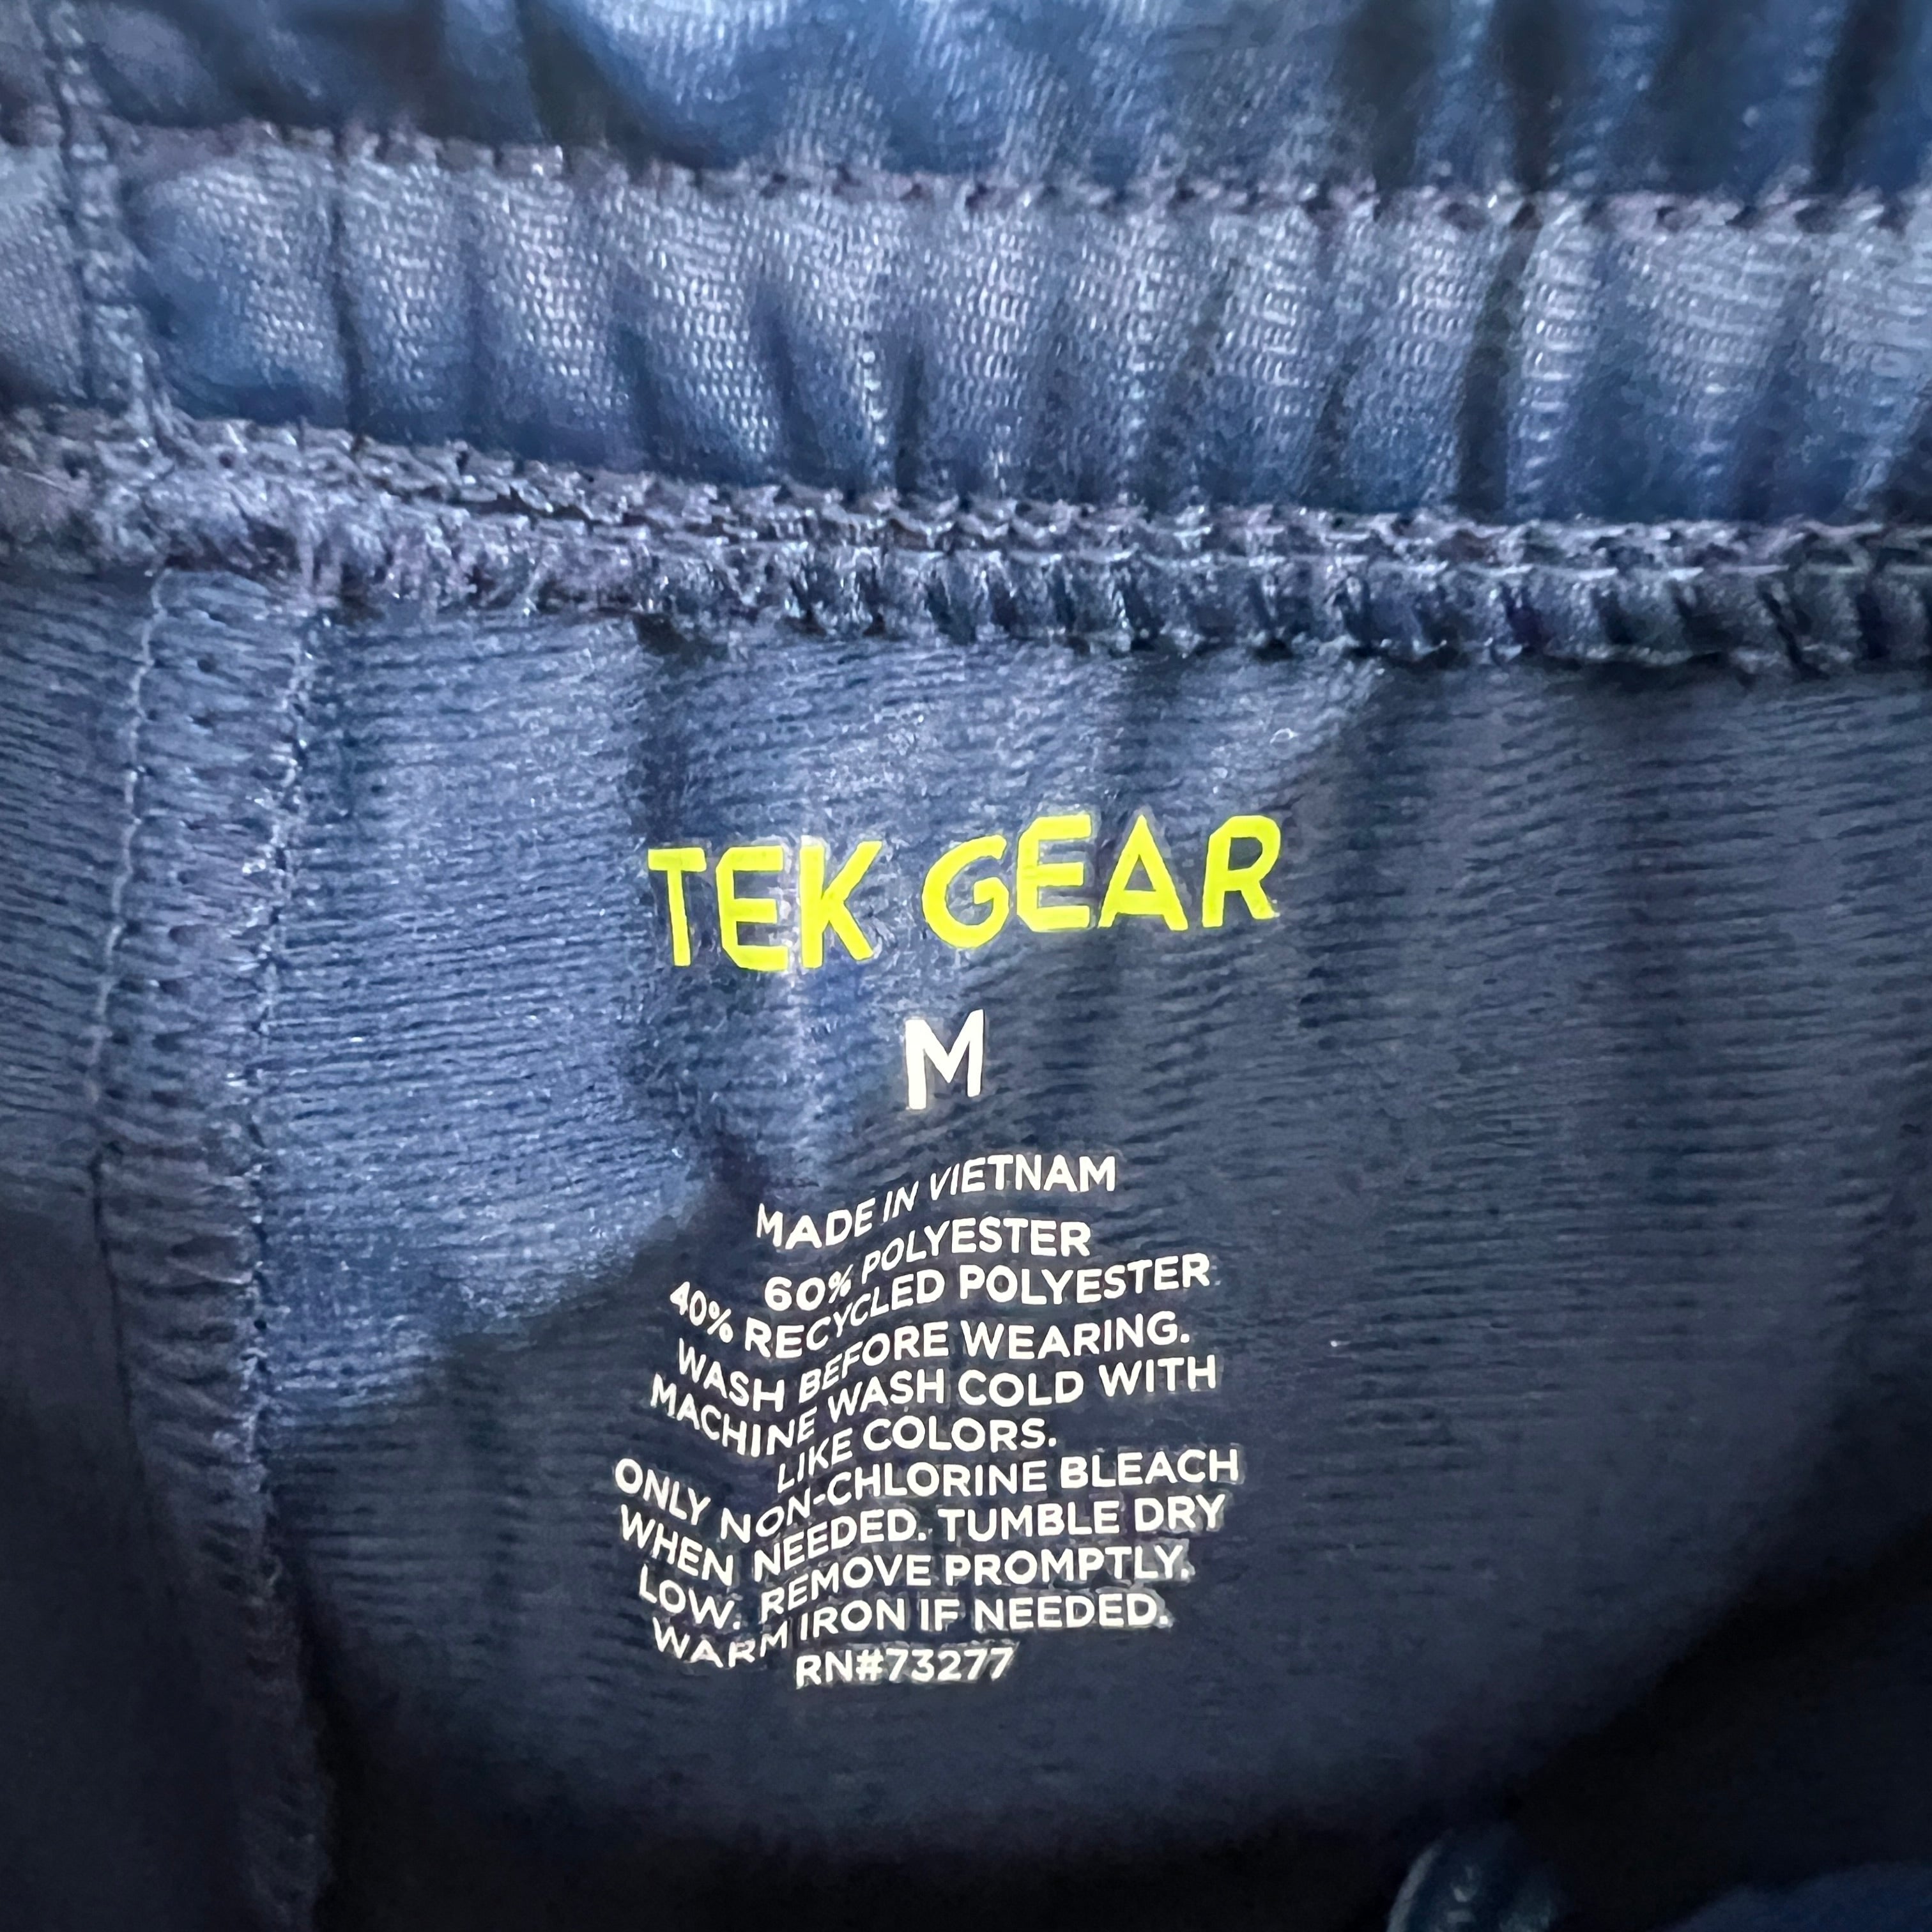 TEK GEAR
M
MADE IN VIETNAM
60% POLYESTER
40% RECYCLED POLYESTER
WASH BEFORE WEARING.
MACHINE WASH COLD WITH
LIKE COLORS.
ONLY NON-CHLORINE BLEACH
WHEN NEEDED. TUMBLE DRY
LOW. REMOVE PROMPTLY.
WARM IRON IF NEEDED.
RN#73277